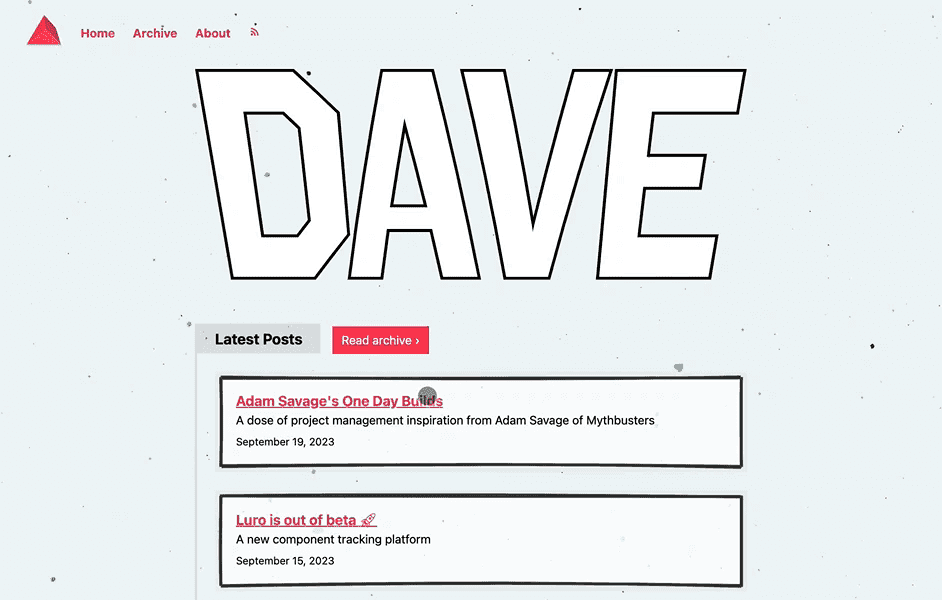 Home Archive About
DAVE
Latest Posts Read archive ›
Adam Savage's One Day Builds
A dose of project management inspiration from Adam Savage of Mythbusters
September 19, 2023
Luro is out of beta 🚀
A new component tracking platform
September 15, 2023